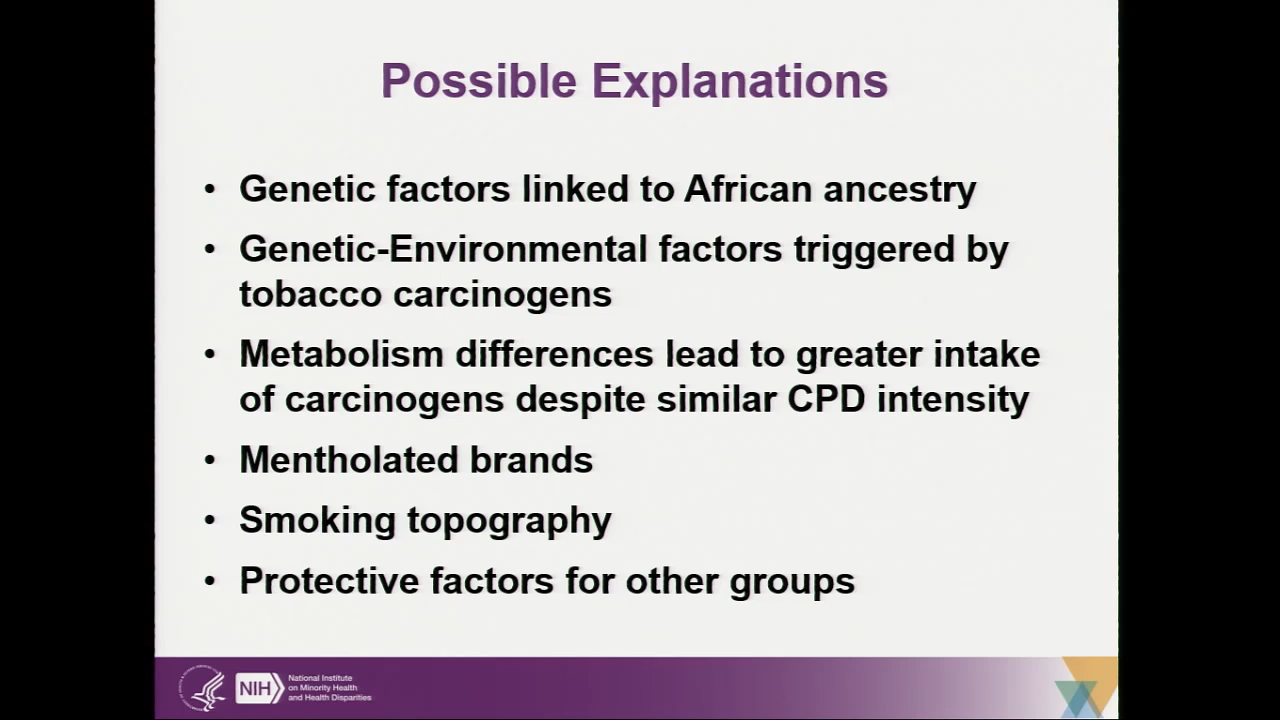 Possible Explanations
• Genetic factors linked to African ancestry
• Genetic-Environmental factors triggered by
tobacco carcinogens
• Metabolism differences lead to greater intake
of carcinogens despite similar CPD intensity
• Mentholated brands
• Smoking topography
• Protective factors for other groups
NIH
National Institute
on Minority Health
and Health Disparities